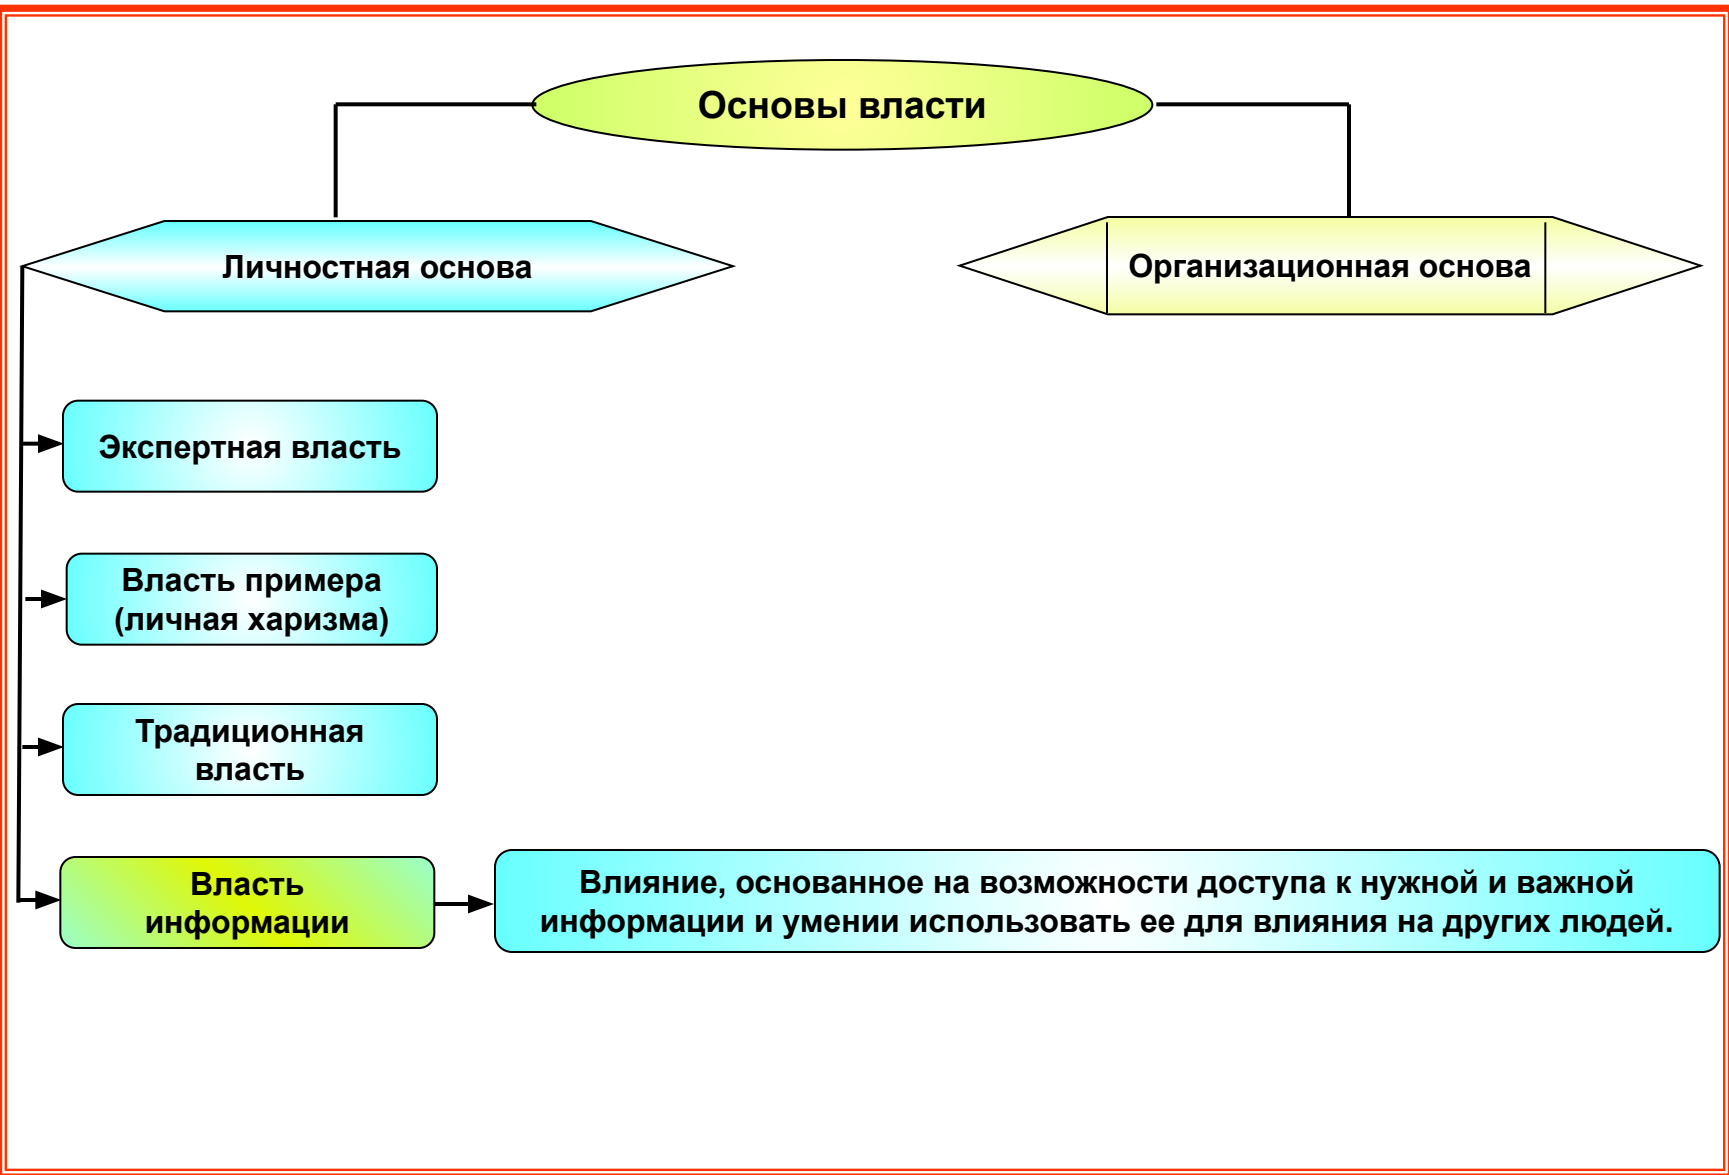 Основы власти
Личностная основа
Организационная основа
Экспертная власть
Власть примера
(личная харизма)
Традиционная
власть
Власть
информации
Влияние, основанное на возможности доступа к нужной и важной
информации и умении использовать ее для влияния на других людей.